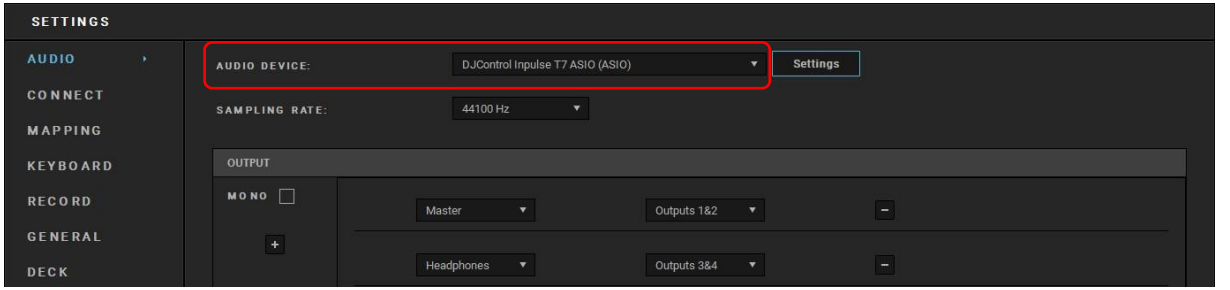 SETTINGS
AUDIO
CONNECT
MAPPING
KEYBOARD
RECORD
GENERAL
DECK
AUDIO DEVICE: DJControl Inpulse T7 ASIO (ASIO) Settings
SAMPLING RATE: 44100 Hz
OUTPUT
MONO
+
Master Outputs 1&2 −
Headphones Outputs 3&4 −